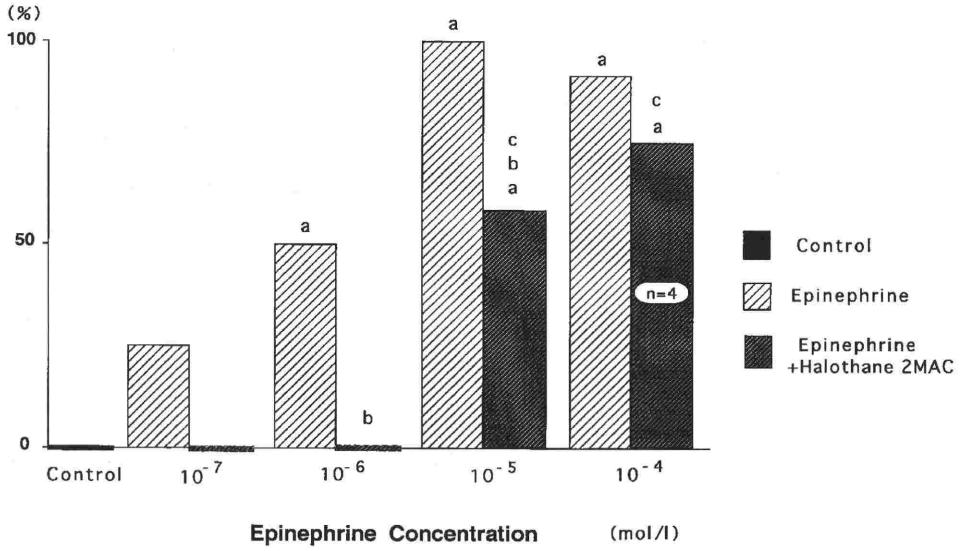 (%)
100
50
0
a
a
a
b
c
b
a
c
a
n=4
Control
Epinephrine
Epinephrine
+Halothane 2MAC
Control 10⁻⁷ 10⁻⁶ 10⁻⁵ 10⁻⁴
Epinephrine Concentration (mol/l)